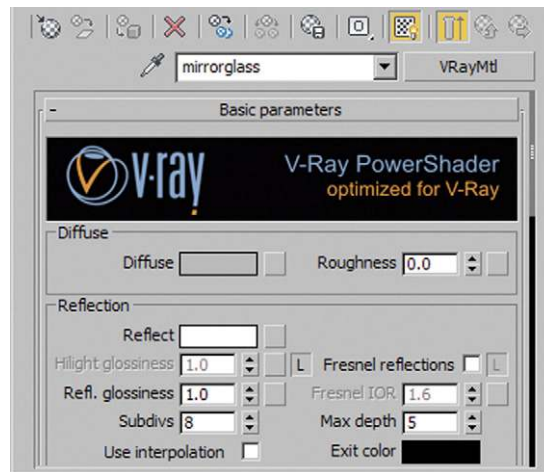 mirrorglass VRayMtl
- Basic parameters
v·ray V-Ray PowerShader
optimized for V-Ray
Diffuse
Diffuse Roughness 0.0
Reflection
Reflect
Hilight glossiness 1.0 L Fresnel reflections L
Refl. glossiness 1.0 Fresnel IOR 1.6
Subdivs 8 Max depth 5
Use interpolation Exit color